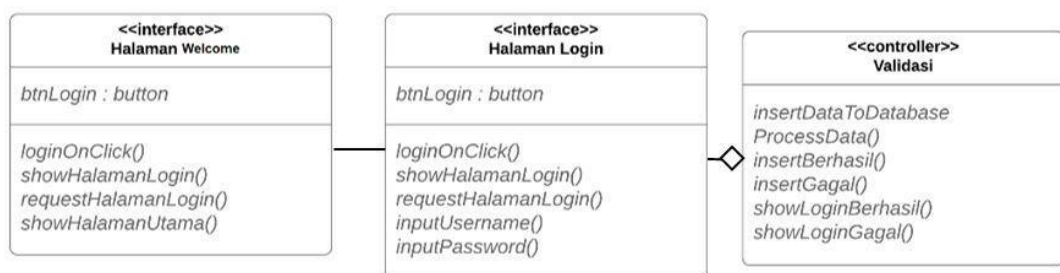 <<interface>>
Halaman Welcome
btnLogin : button
loginOnClick()
showHalamanLogin()
requestHalamanLogin()
showHalamanUtama()
<<interface>>
Halaman Login
btnLogin : button
loginOnClick()
showHalamanLogin()
requestHalamanLogin()
inputUsername()
inputPassword()
<<controller>>
Validasi
insertDataToDatabase
ProcessData()
insertBerhasil()
insertGagal()
showLoginBerhasil()
showLoginGagal()